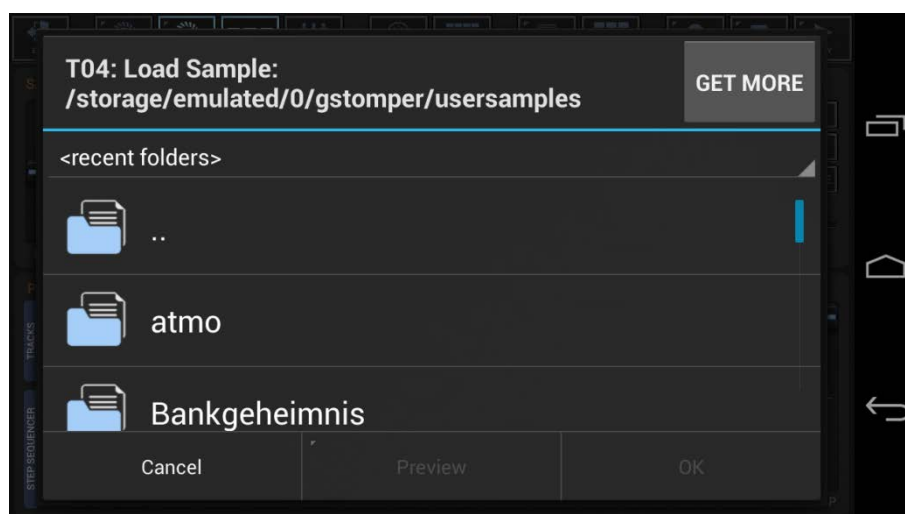 T04: Load Sample:
/storage/emulated/0/gstomper/usersamples
GET MORE
<recent folders>
..
atmo
Bankgeheimnis
Cancel
Preview
OK
TRACKS
STEP SEQUENCER